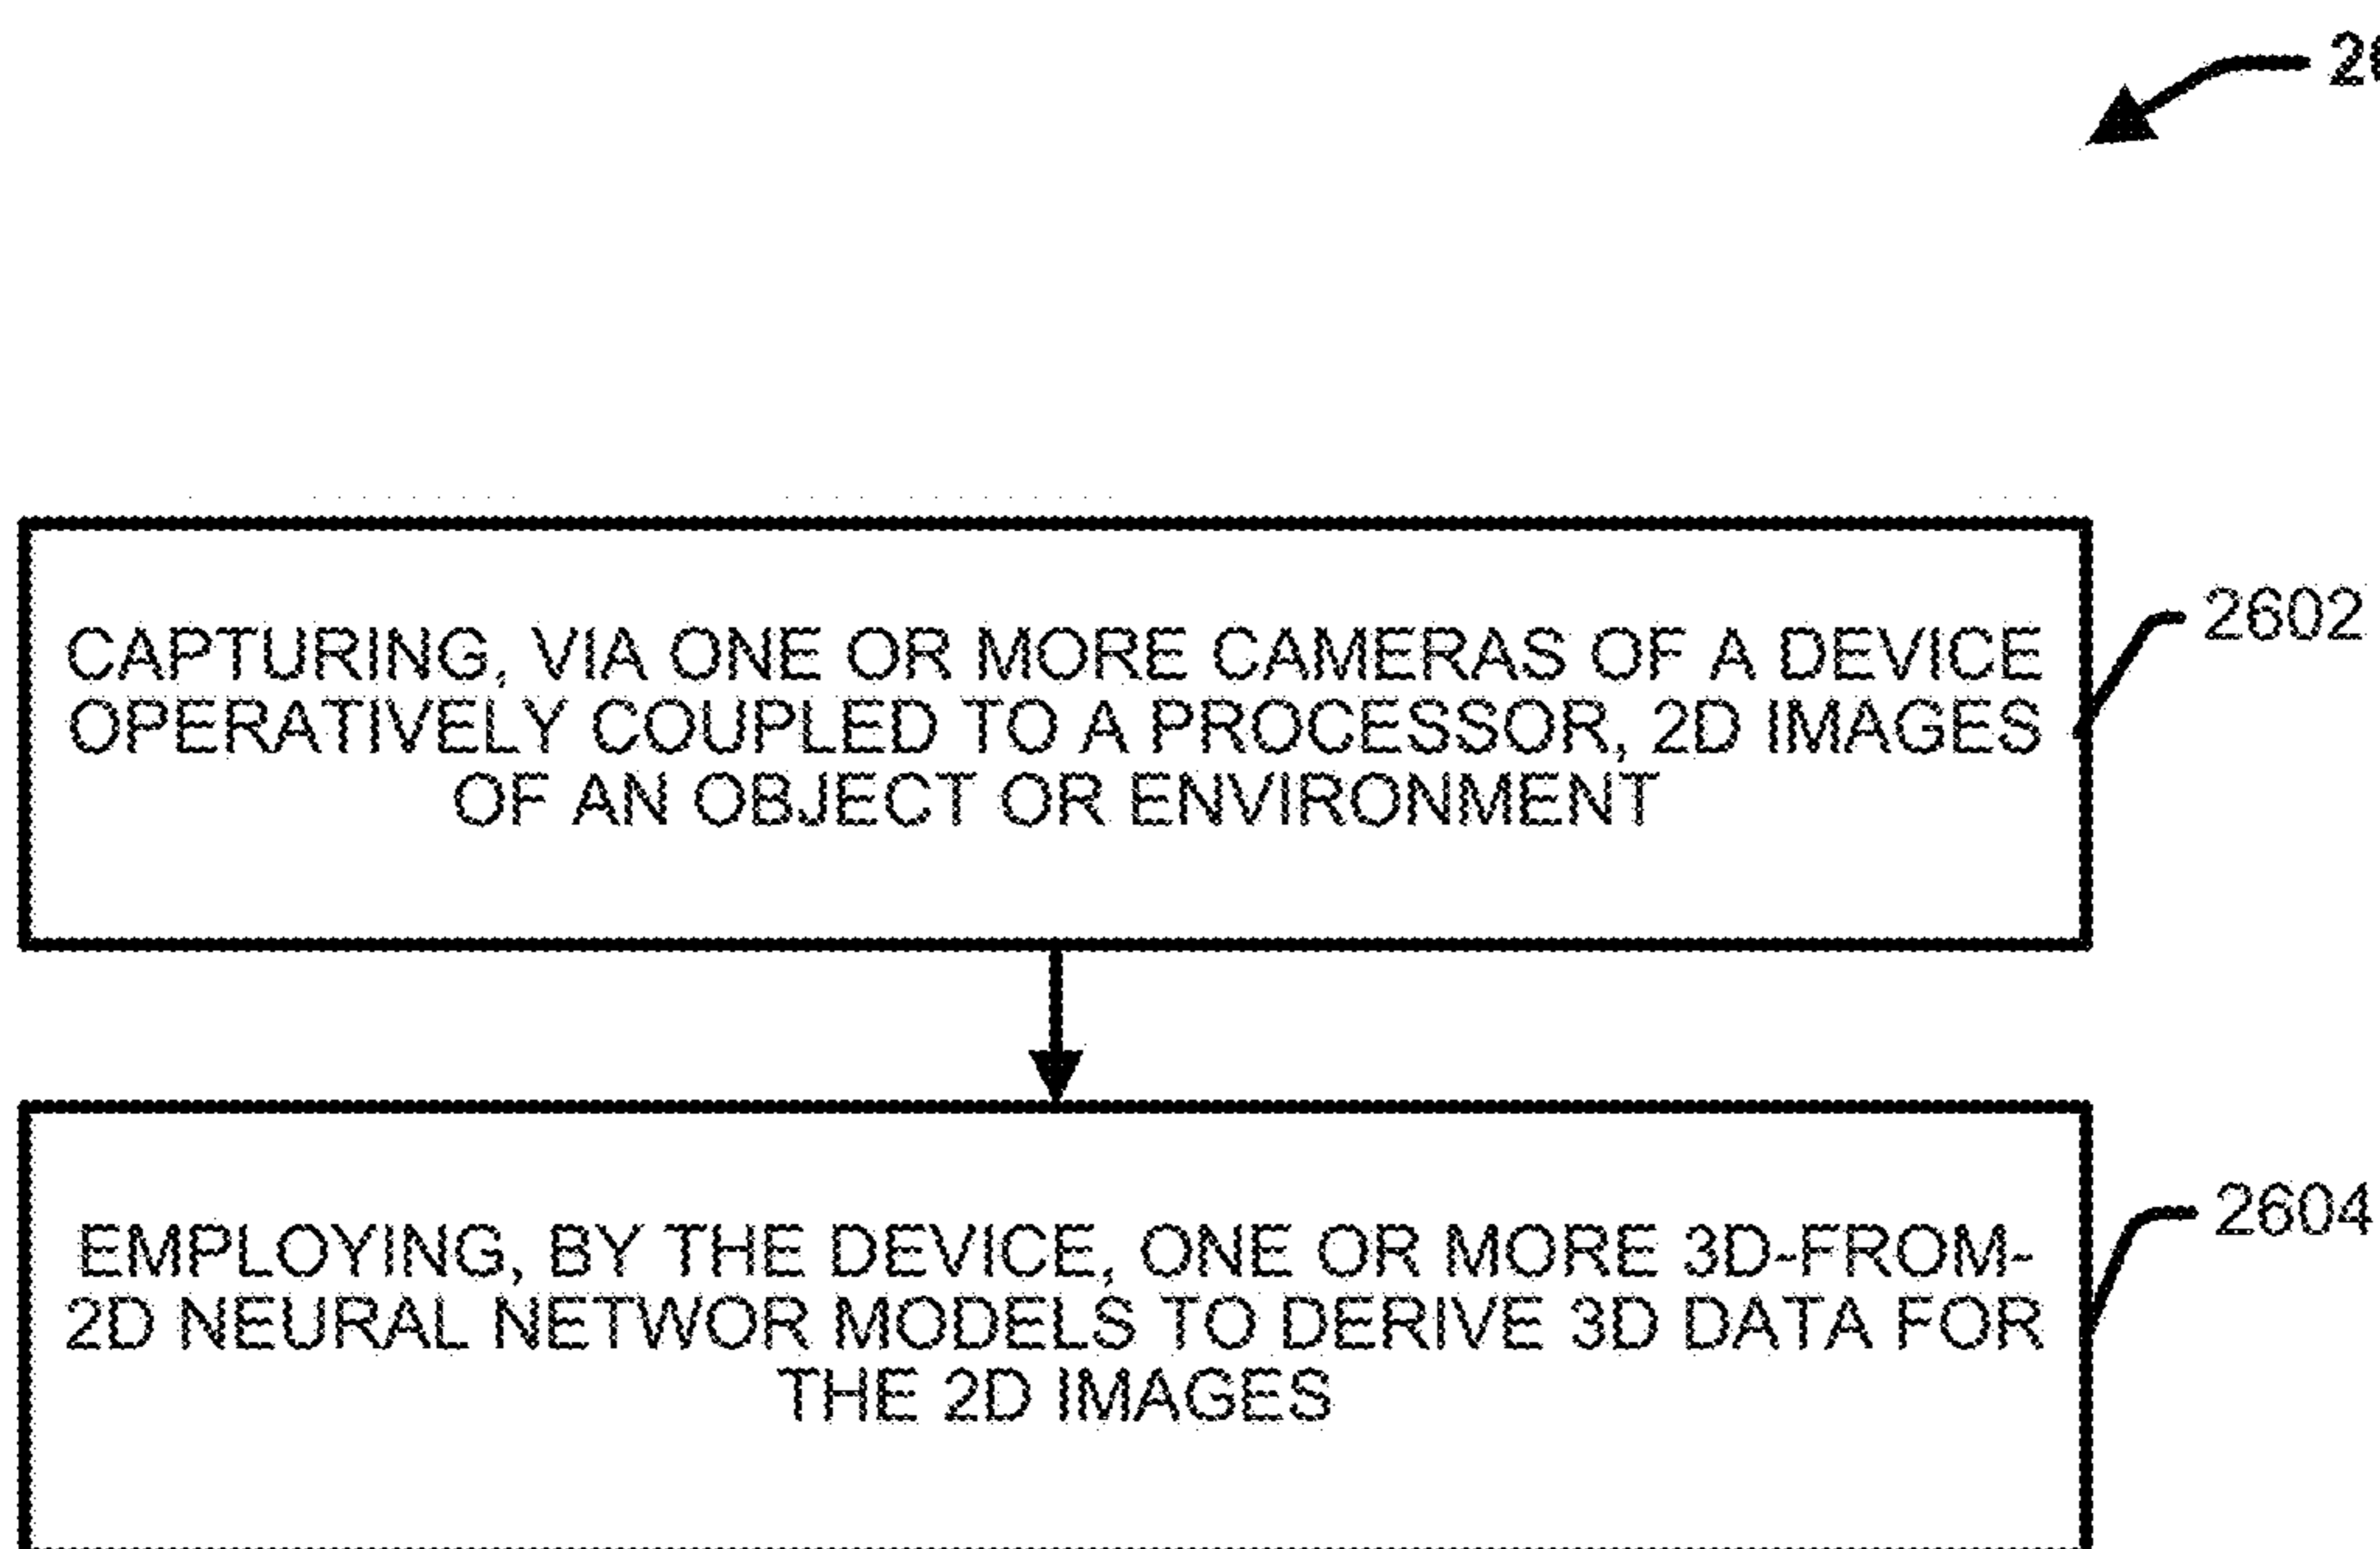 CAPTURING, VIA ONE OR MORE CAMERAS OF A DEVICE
OPERATIVELY COUPLED TO A PROCESSOR, 2D IMAGES
OF AN OBJECT OR ENVIRONMENT
2602
EMPLOYING, BY THE DEVICE, ONE OR MORE 3D-FROM-
2D NEURAL NETWOR MODELS TO DERIVE 3D DATA FOR
THE 2D IMAGES
2604